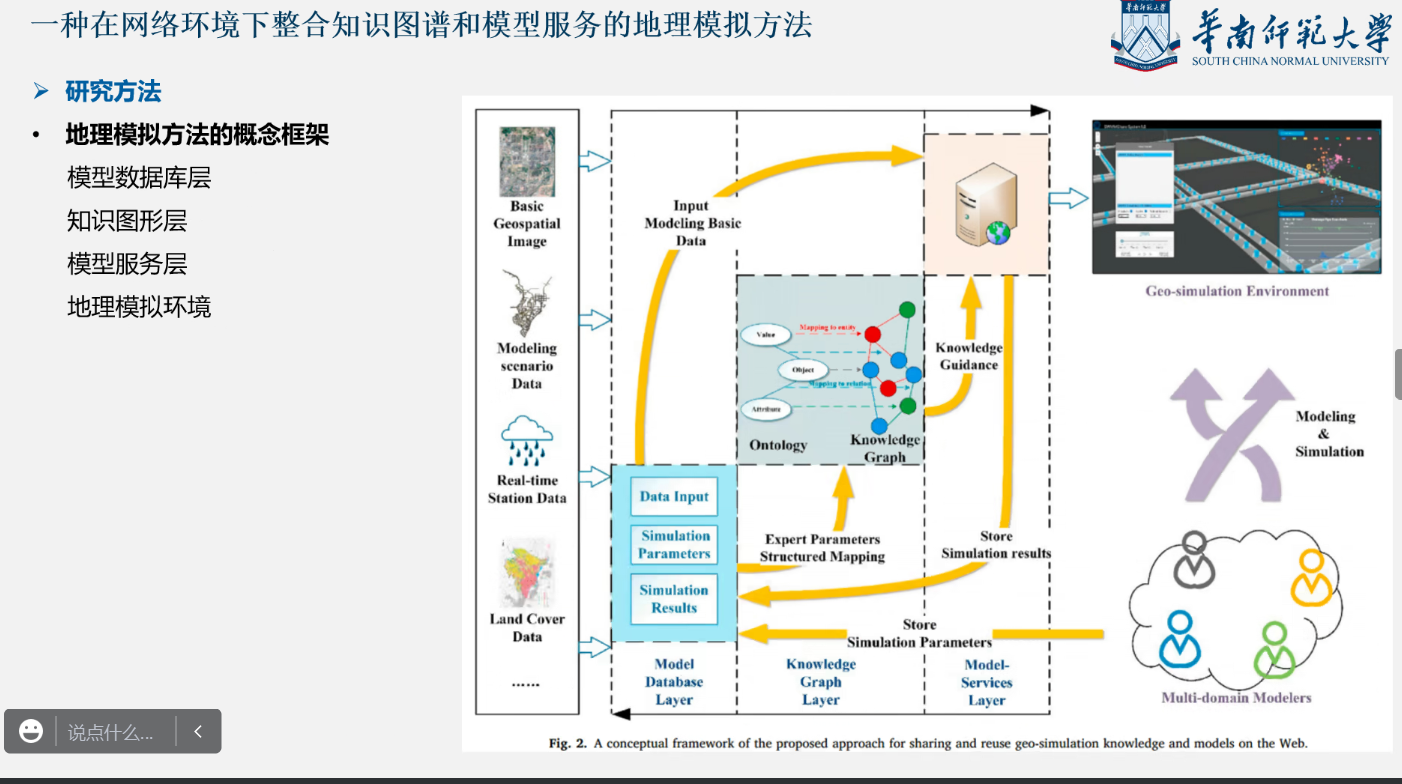 一种在网络环境下整合知识图谱和模型服务的地理模拟方法
华南师范大学
SOUTH CHINA NORMAL UNIVERSITY
研究方法
• 地理模拟方法的概念框架
模型数据库层
知识图形层
模型服务层
地理模拟环境
Basic
Geospatial
Image
Modeling
scenario
Data
Real-time
Station Data
Land Cover
Data
......
Input
Modeling Basic
Data
Value
Object
Attribute
Mapping to entity
Mapping to relation
Ontology
Knowledge
Graph
Knowledge
Guidance
Data Input
Simulation
Parameters
Simulation
Results
Expert Parameters
Structured Mapping
Store
Simulation results
Store
Simulation Parameters
Model
Database
Layer
Knowledge
Graph
Layer
Model-
Services
Layer
Geo-simulation Environment
Modeling
&
Simulation
Multi-domain Modelers
Fig. 2. A conceptual framework of the proposed approach for sharing and reuse geo-simulation knowledge and models on the Web.
说点什么...